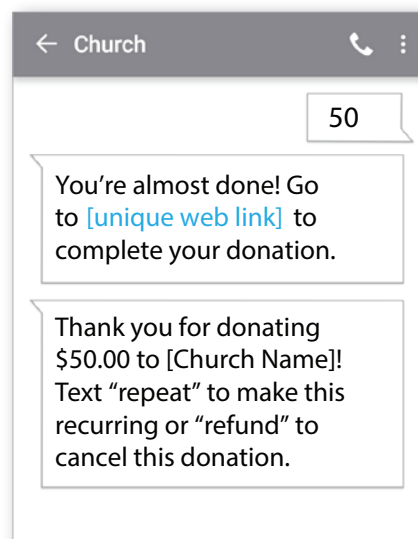 Church
50
You’re almost done! Go
to [unique web link] to
complete your donation.
Thank you for donating
$50.00 to [Church Name]!
Text “repeat” to make this
recurring or “refund” to
cancel this donation.